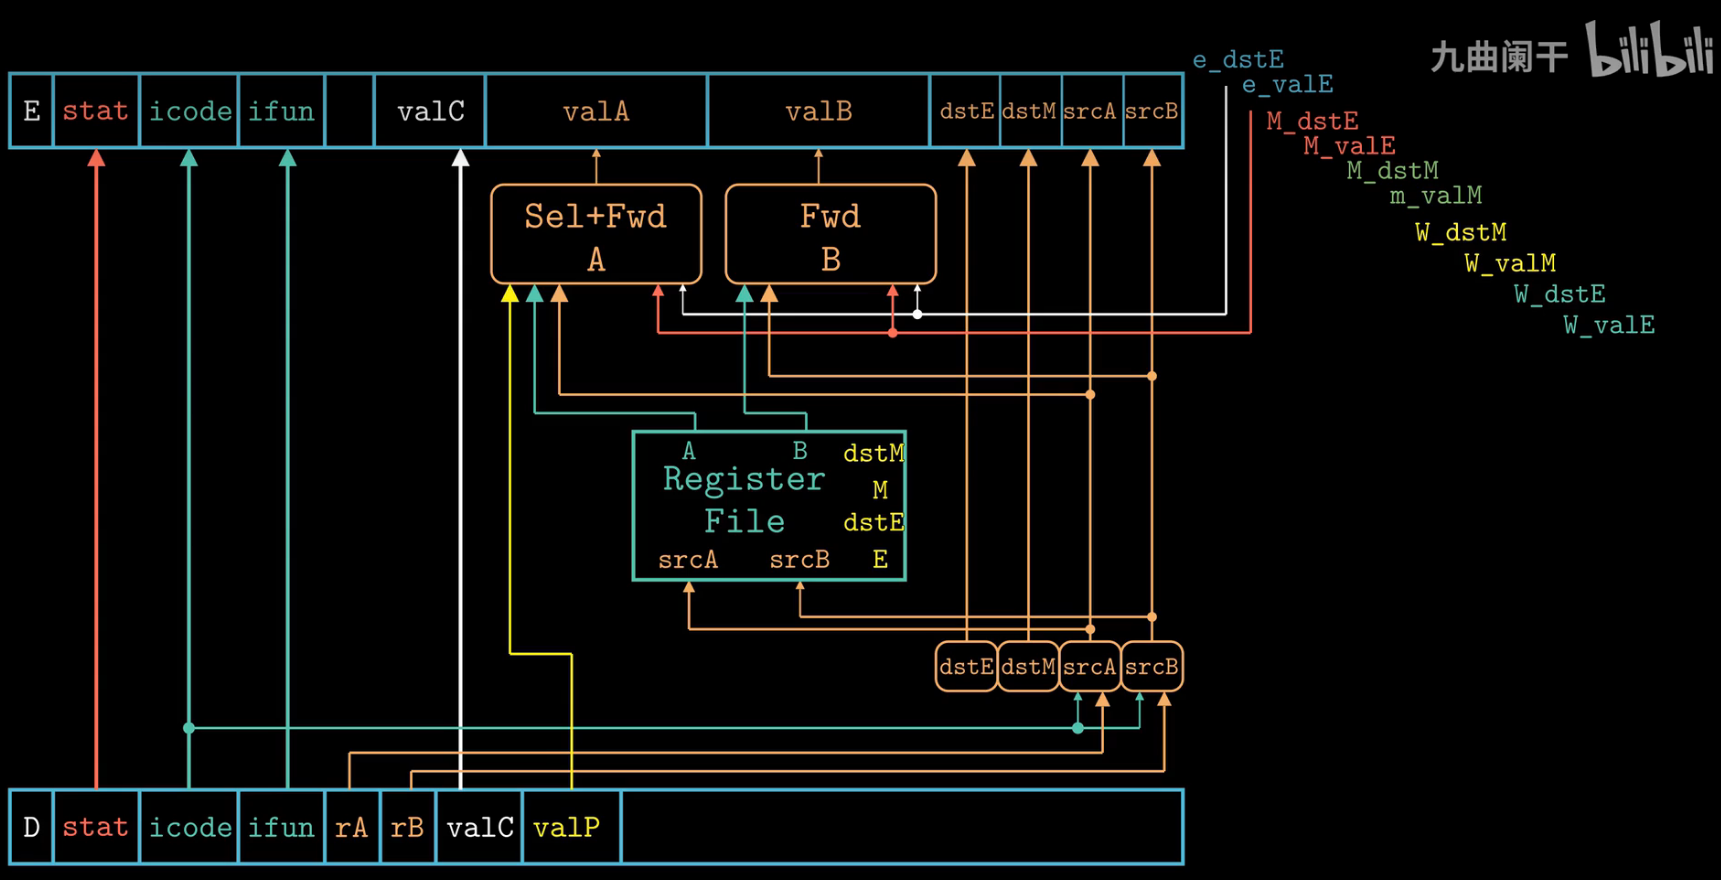 九曲阑干 bilibili
e_dstE
e_valE
E stat icode ifun valC valA valB dstE dstM srcA srcB
M_dstE
M_valE
M_dstM
m_valM
Sel+Fwd
A
Fwd
B
W_dstM
W_valM
W_dstE
W_valE
A B dstM
Register
M
File
dstE
srcA srcB E
dstE dstM srcA srcB
D stat icode ifun rA rB valC valP